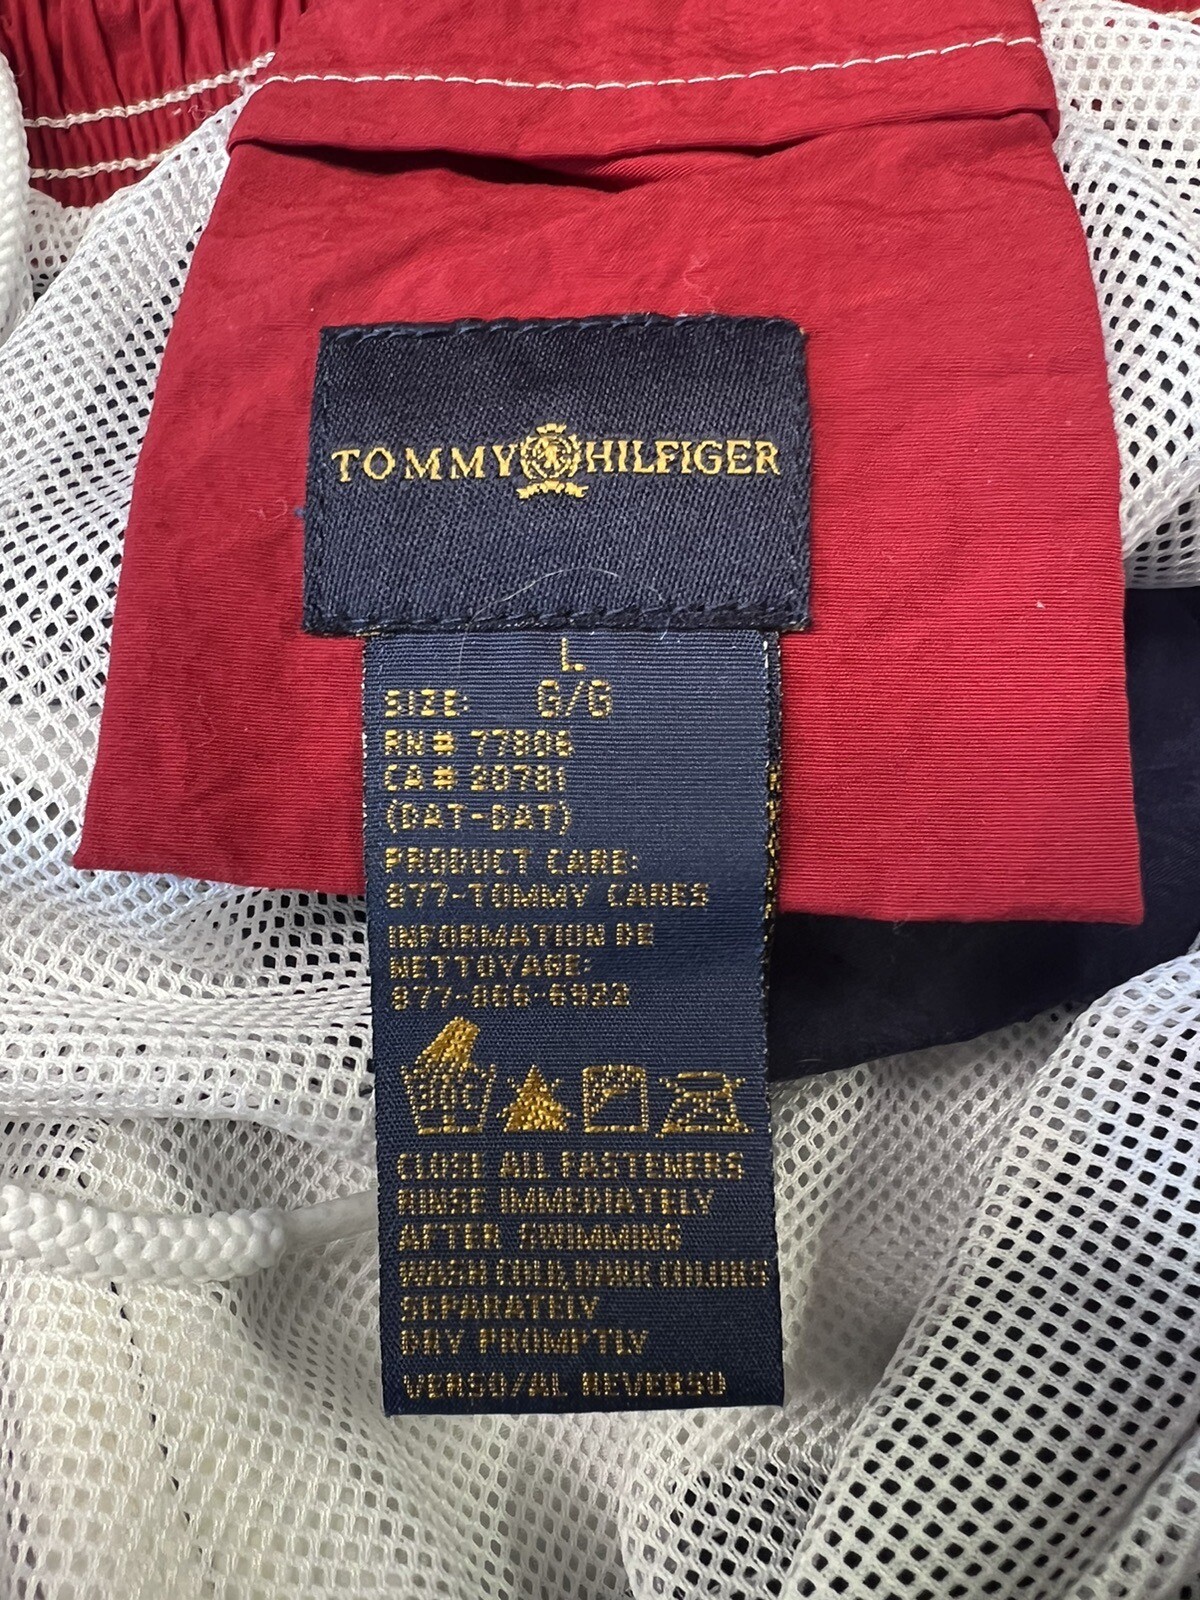 TOMMY HILFIGER
L
SIZE: G/G
RN# 77806
CA# 20781
(DAT-DAT)
PRODUCT CARE:
877-TOMMY CARES
INFORMATION DE
NETTOYAGE:
877-866-6922
30C
CLOSE ALL FASTENERS
RINSE IMMEDIATELY
AFTER SWIMMING
WASH COLD, DARK COLORS
SEPARATELY
DRY PROMPTLY
VERSO/AL REVERSO